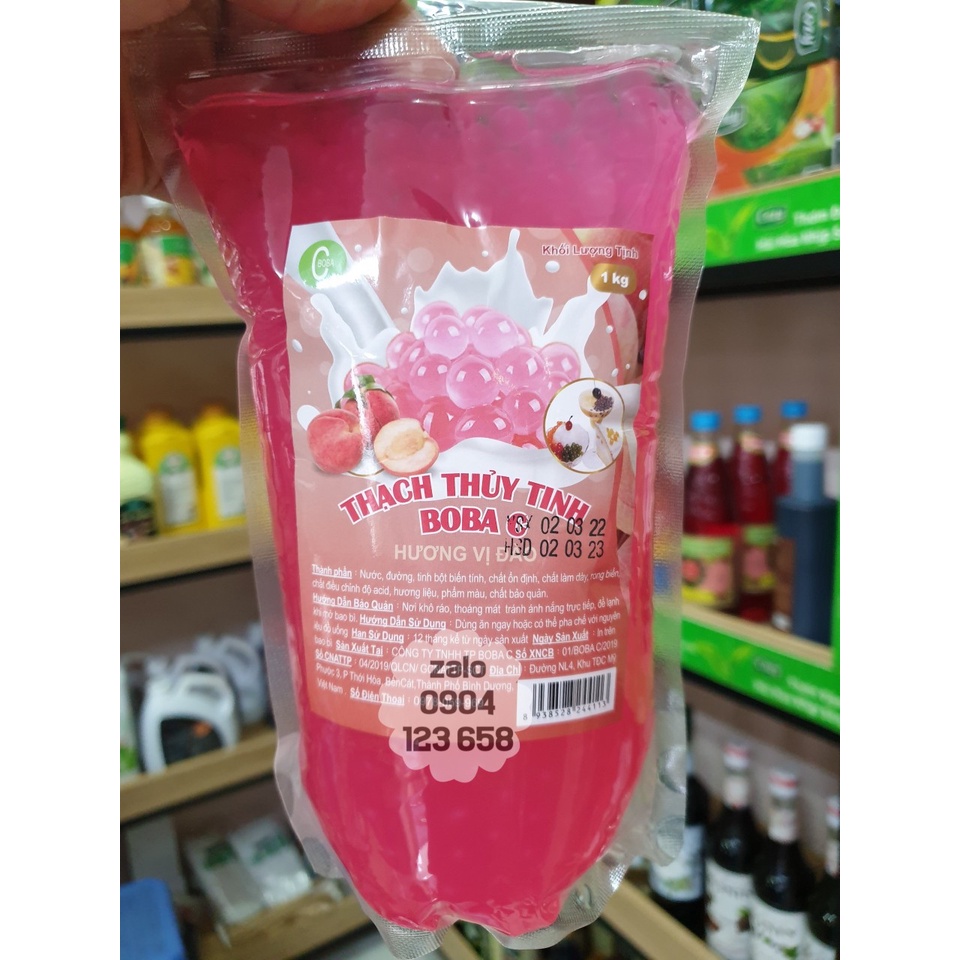 C BOBA
Khối Lượng Tịnh
1 kg
THẠCH THỦY TINH
BOBA C
02 03 22
HSD 02 03 23
HƯƠNG VỊ ĐÀO
Thành phần : Nước, đường, tinh bột biến tính, chất ổn định, chất làm dày, rong biển,
chất điều chỉnh độ acid, hương liệu, phẩm màu, chất bảo quản.
Hướng Dẫn Bảo Quản : Nơi khô ráo, thoáng mát tránh ánh nắng trực tiếp, để lạnh
khi mở bao bì. Hướng Dẫn Sử Dụng : Dùng ăn ngay hoặc có thể pha chế với nguyên
liệu đồ uống Hạn Sử Dụng : 12 tháng kể từ ngày sản xuất Ngày Sản Xuất : In trên
bao bì Sản Xuất Tại : CÔNG TY TNHH TP BOBA C Số XNCB : 01/BOBA C/2019
Số CNATTP : 04/2019/QLCN/ Địa Chỉ : Đường NL4, Khu TĐC Mỹ
Phước 3, P Thới Hòa, BếnCát,Thành Phố Bình Dương,
Việt Nam . Số Điện Thoại :
8 938528 244113
zalo
0904
123 658